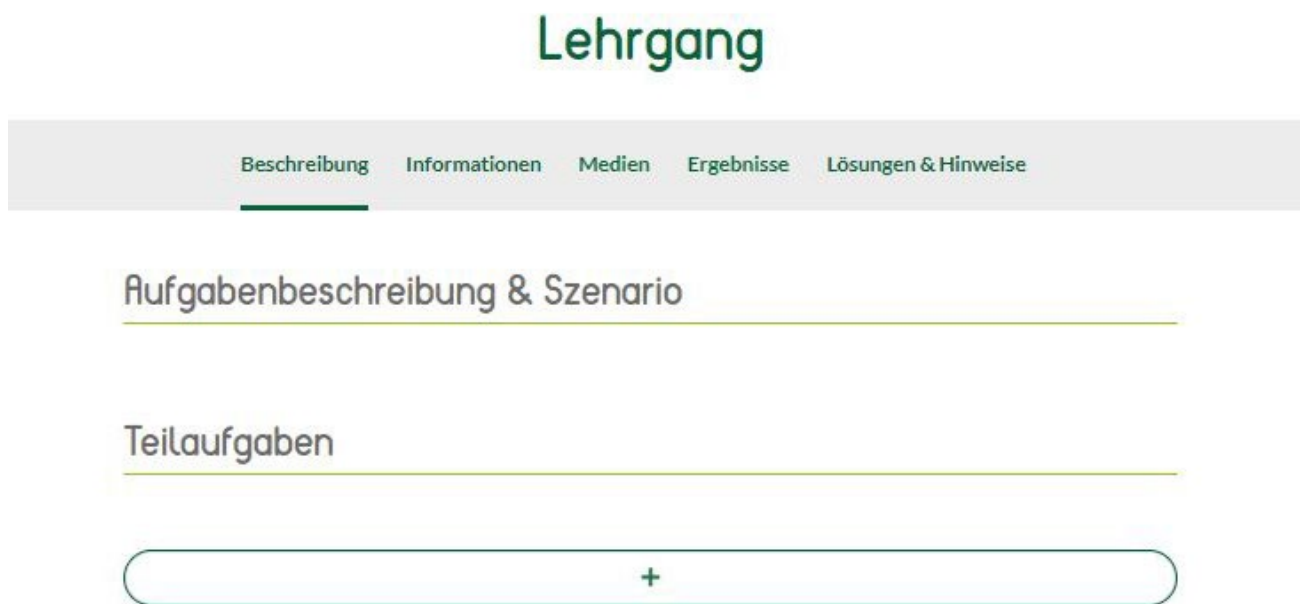 Lehrgang
Beschreibung Informationen Medien Ergebnisse Lösungen & Hinweise
Aufgabenbeschreibung & Szenario
Teilaufgaben
+